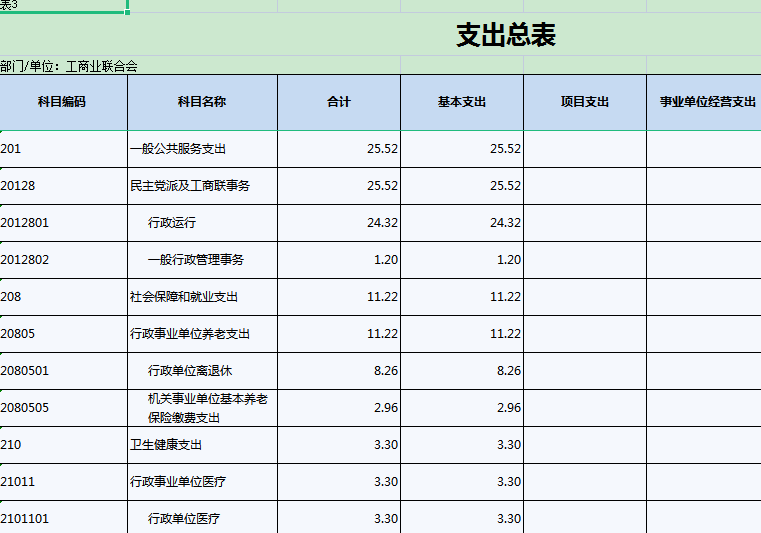 表3
支出总表
部门/单位：工商业联合会
科目编码 科目名称 合计 基本支出 项目支出 事业单位经营支出
201 一般公共服务支出 25.52 25.52
20128 民主党派及工商联事务 25.52 25.52
2012801 行政运行 24.32 24.32
2012802 一般行政管理事务 1.20 1.20
208 社会保障和就业支出 11.22 11.22
20805 行政事业单位养老支出 11.22 11.22
2080501 行政单位离退休 8.26 8.26
2080505 机关事业单位基本养老 2.96 2.96
保险缴费支出
210 卫生健康支出 3.30 3.30
21011 行政事业单位医疗 3.30 3.30
2101101 行政单位医疗 3.30 3.30